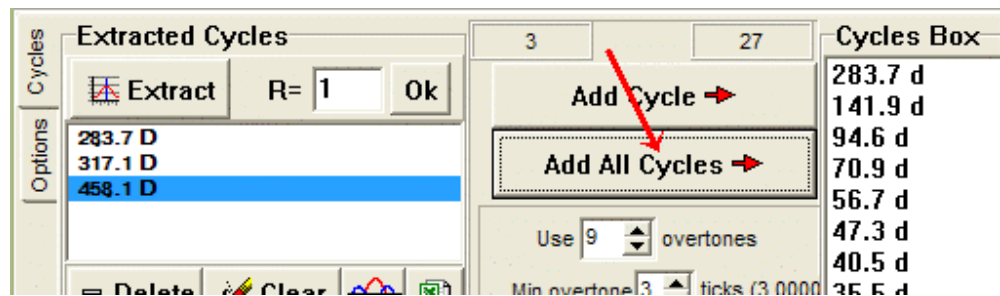 Cycles
Options
Extracted Cycles
Extract R= 1 Ok
283.7 D
317.1 D
458.1 D
Delete Clear
3 27
Add Cycle
Add All Cycles
Use 9 overtones
Min overtone 3 ticks (3.0000
Cycles Box
283.7 d
141.9 d
94.6 d
70.9 d
56.7 d
47.3 d
40.5 d
35.5 d